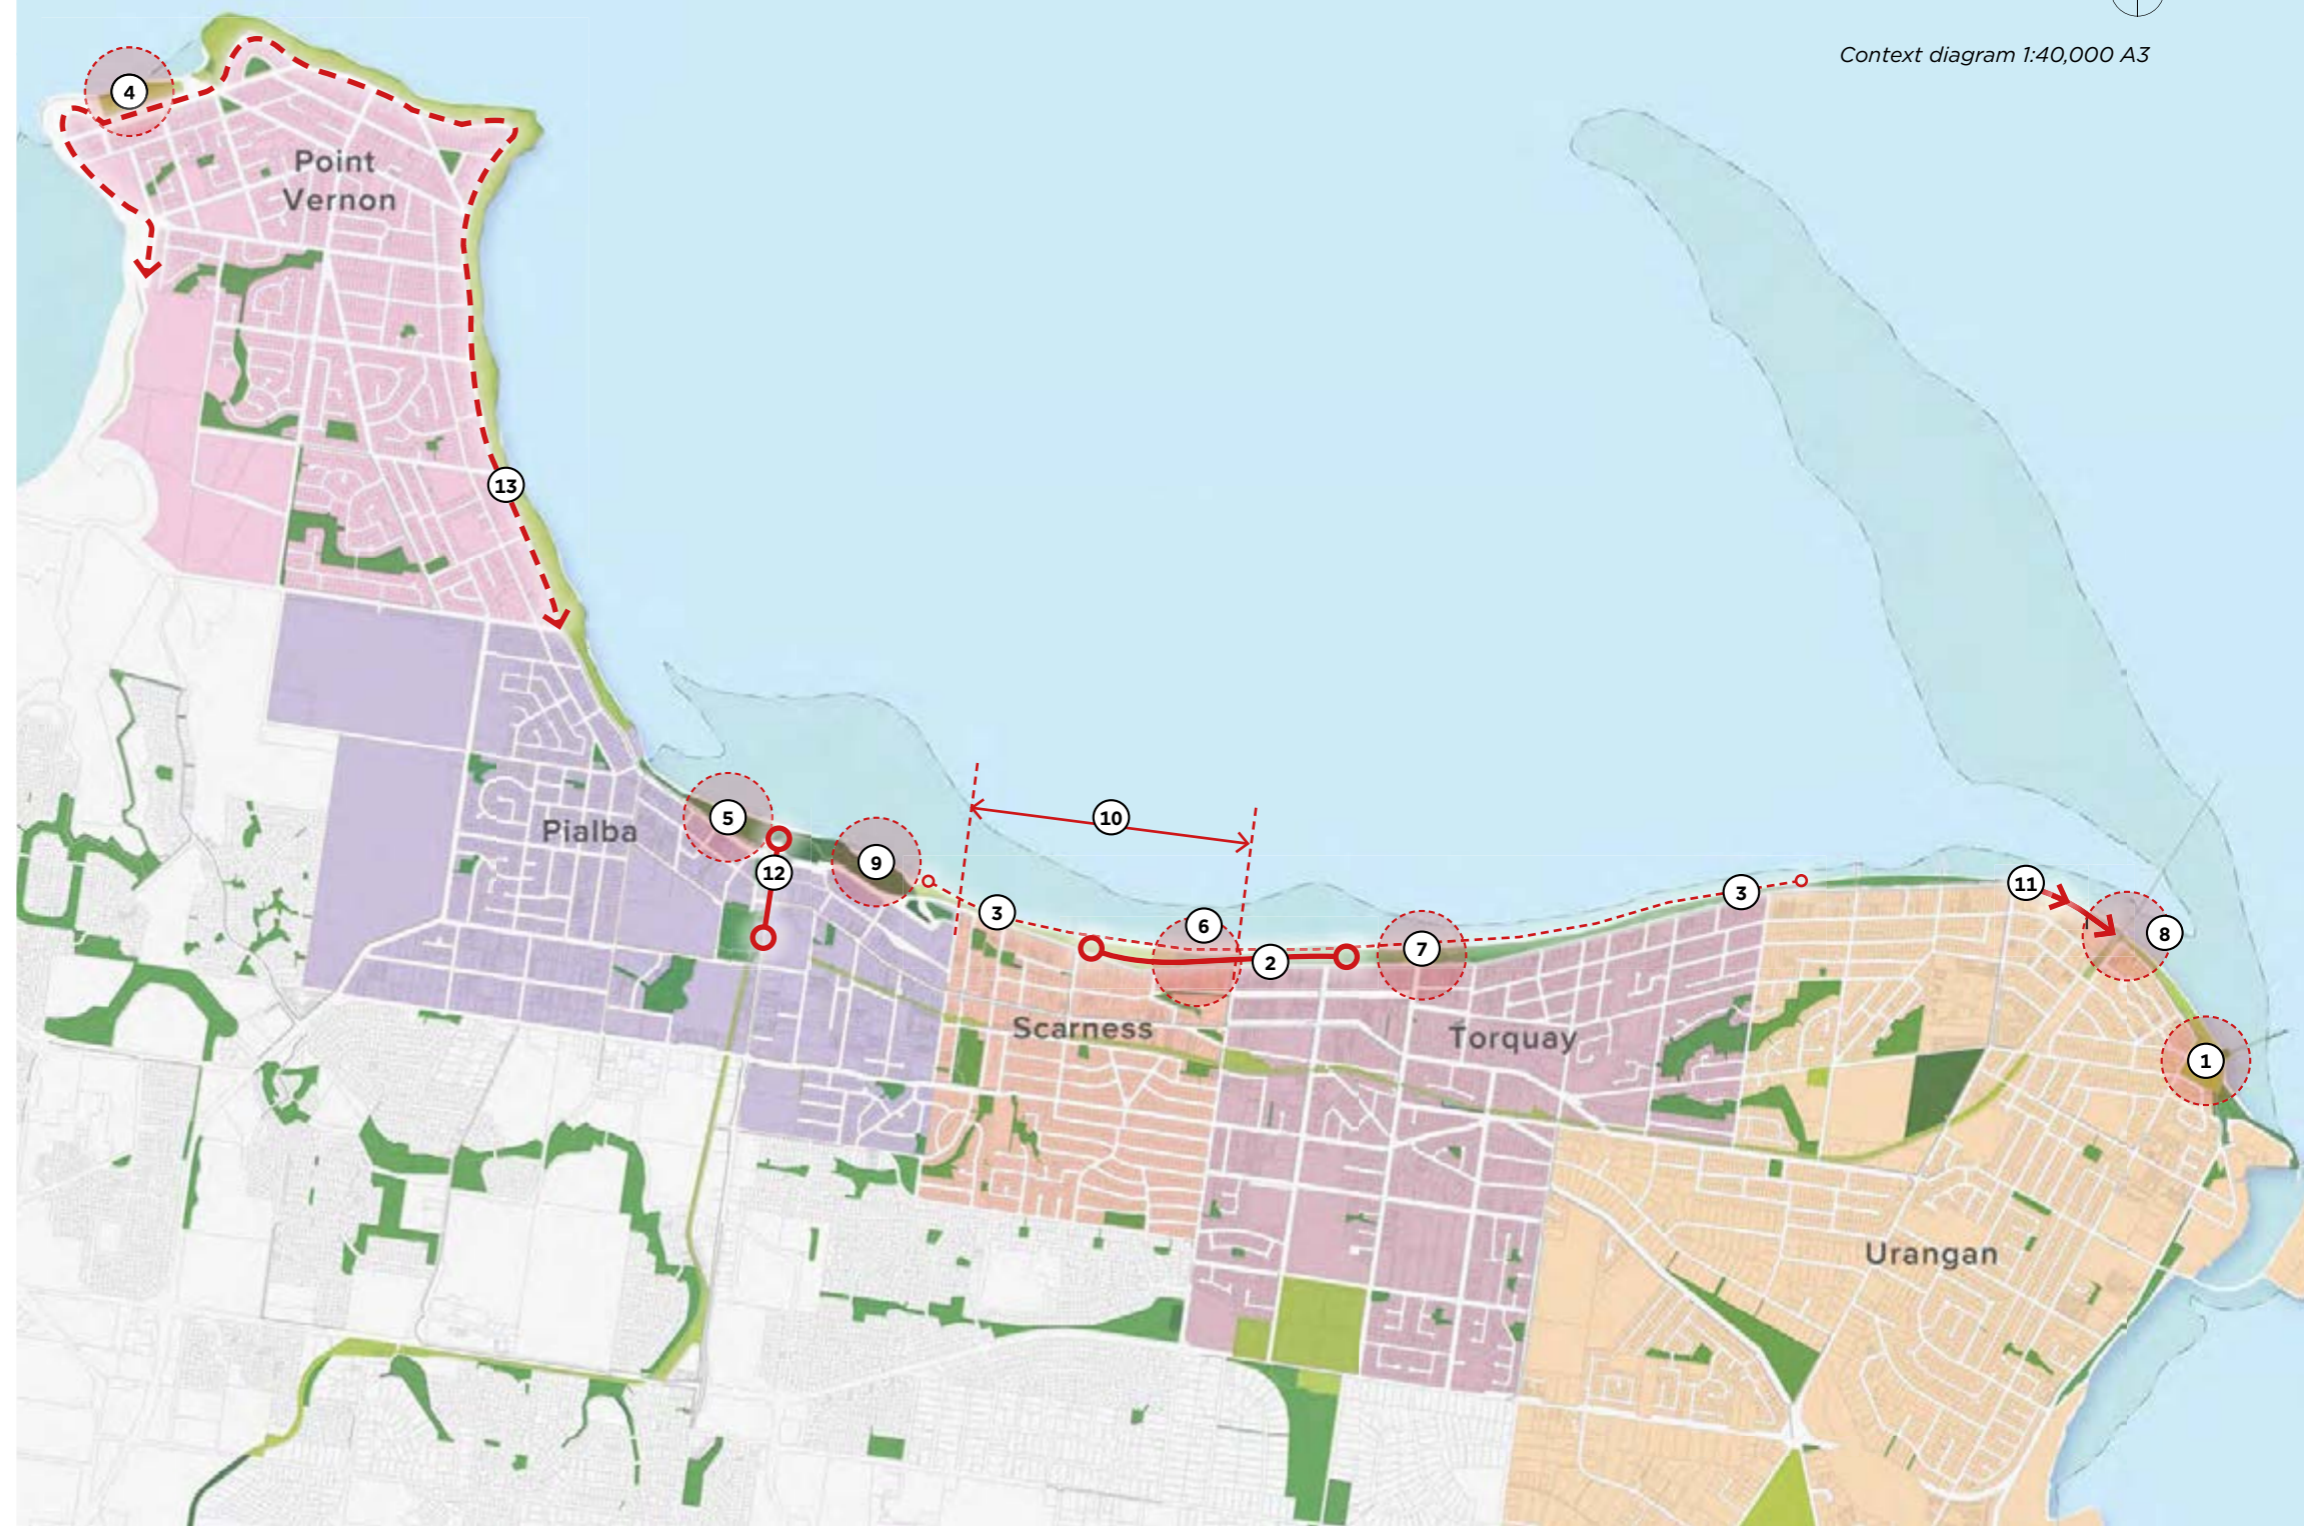 Context diagram 1:40,000 A3
4
Point
Vernon
13
5
Pialba
12
9
10
3
6
2
7
3
11
8
1
Scarness
Torquay
Urangan